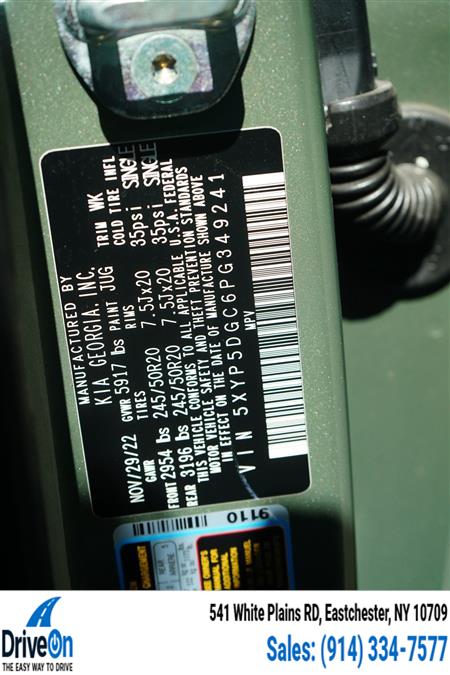 MANUFACTURED BY
KIA GEORGIA, INC.
NOV/29/22 GVWR 5917 lbs PAINT JUG TRIM WK
GAWR TIRES RIMS COLD TIRE INFL
FRONT 2954 lbs 245/50R20 7.5Jx20 35psi SINGLE
REAR 3196 lbs 245/50R20 7.5Jx20 35psi SINGLE
THIS VEHICLE CONFORMS TO ALL APPLICABLE U.S.A. FEDERAL
MOTOR VEHICLE SAFETY AND THEFT PREVENTION STANDARDS
IN EFFECT ON THE DATE OF MANUFACTURE SHOWN ABOVE
VIN 5XYP5DGC6PG349241
MPV
9110
DriveOn
THE EASY WAY TO DRIVE
541 White Plains RD, Eastchester, NY 10709
Sales: (914) 334-7577